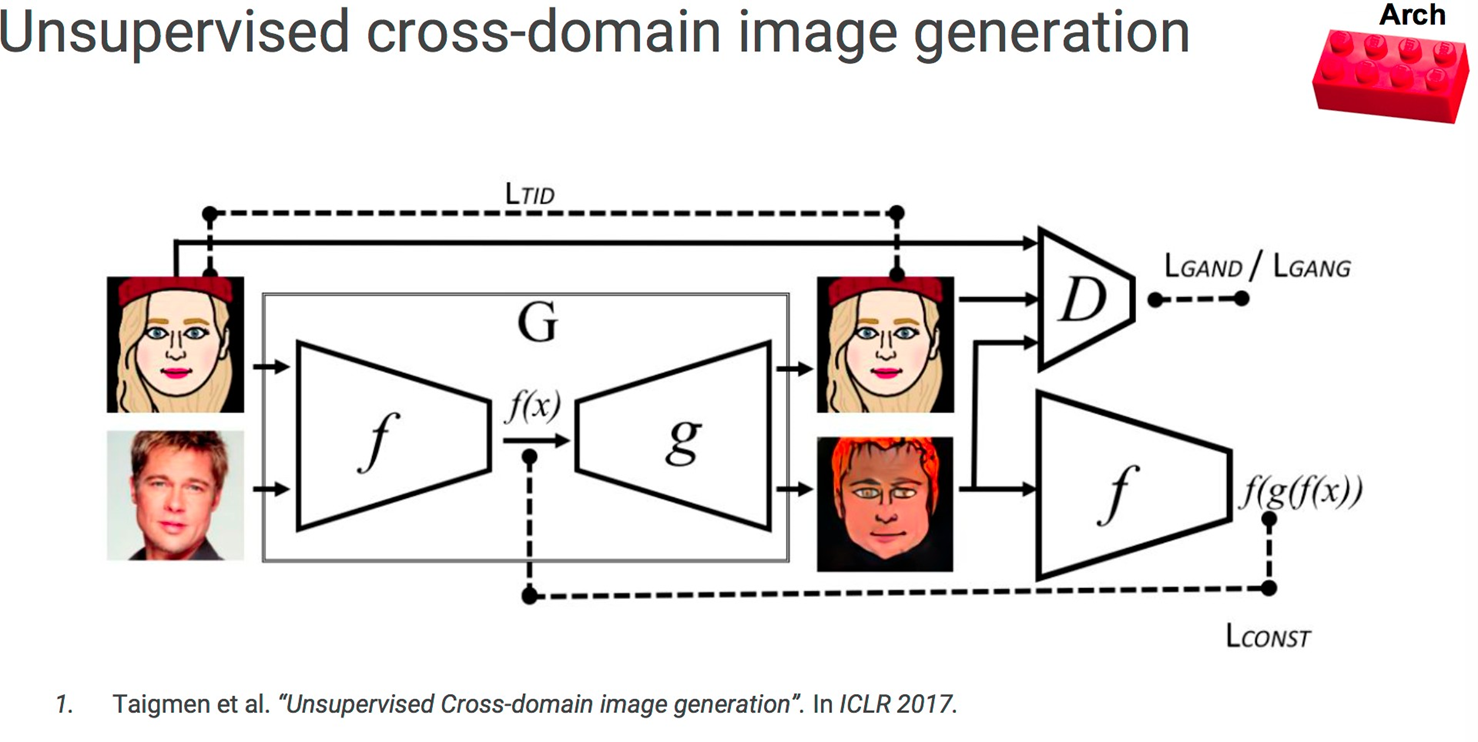 Unsupervised cross-domain image generation
Arch
LTID
LGAND / LGANG
G
D
f(x)
f
g
f
f(g(f(x))
LCONST
1. Taigmen et al. “Unsupervised Cross-domain image generation”. In ICLR 2017.